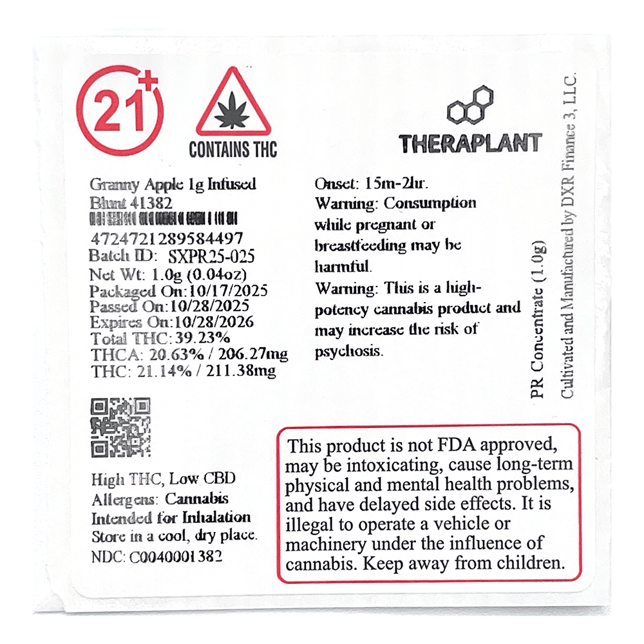 21+
CONTAINS THC
THERAPLANT
Granny Apple 1g Infused
Blunt 41382
4724721289584497
Batch ID: SXPR25-025
Net Wt: 1.0g (0.04oz)
Packaged On:10/17/2025
Passed On:10/28/2025
Expires On:10/28/2026
Total THC:39.23%
THCA: 20.63% / 206.27mg
THC: 21.14% / 211.38mg
High THC, Low CBD
Allergens: Cannabis
Intended for Inhalation
Store in a cool, dry place.
NDC: C0040001382
Onset: 15m-2hr.
Warning: Consumption
while pregnant or
breastfeeding may be
harmful.
Warning: This is a high-
potency cannabis product and
may increase the risk of
psychosis.
PR Concentrate (1.0g)
Cultivated and Manufactured by DXR Finance 3, LLC.
This product is not FDA approved,
may be intoxicating, cause long-term
physical and mental health problems,
and have delayed side effects. It is
illegal to operate a vehicle or
machinery under the influence of
cannabis. Keep away from children.